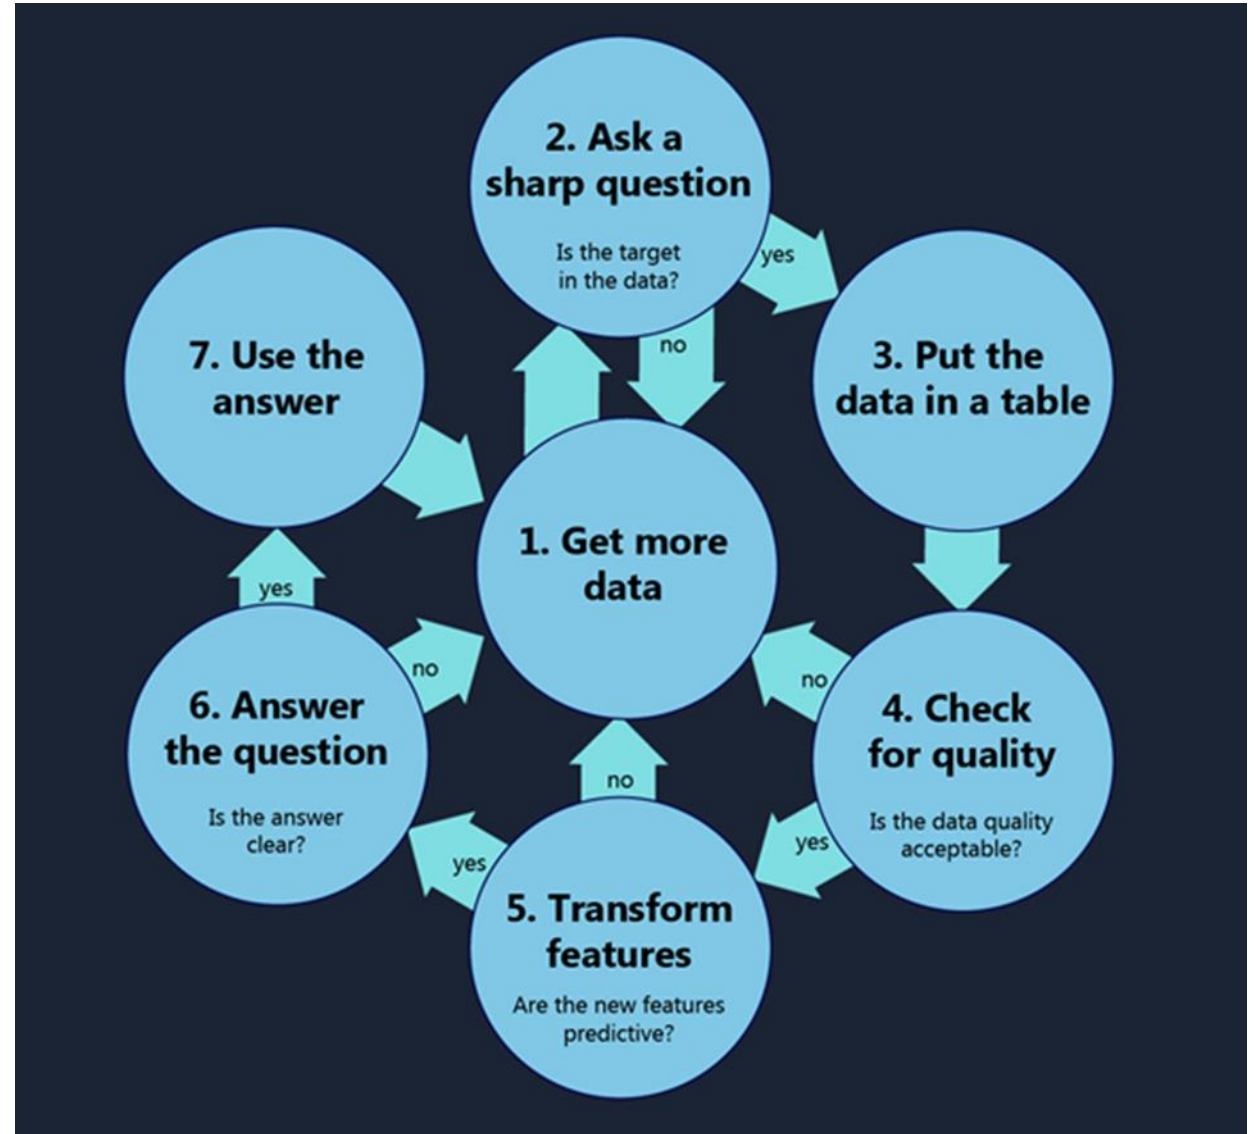 2. Ask a
sharp question
Is the target
in the data?
yes
no
3. Put the
data in a table
7. Use the
answer
1. Get more
data
yes
no
no
4. Check
for quality
Is the data quality
acceptable?
6. Answer
the question
Is the answer
clear?
no
yes
yes
5. Transform
features
Are the new features
predictive?